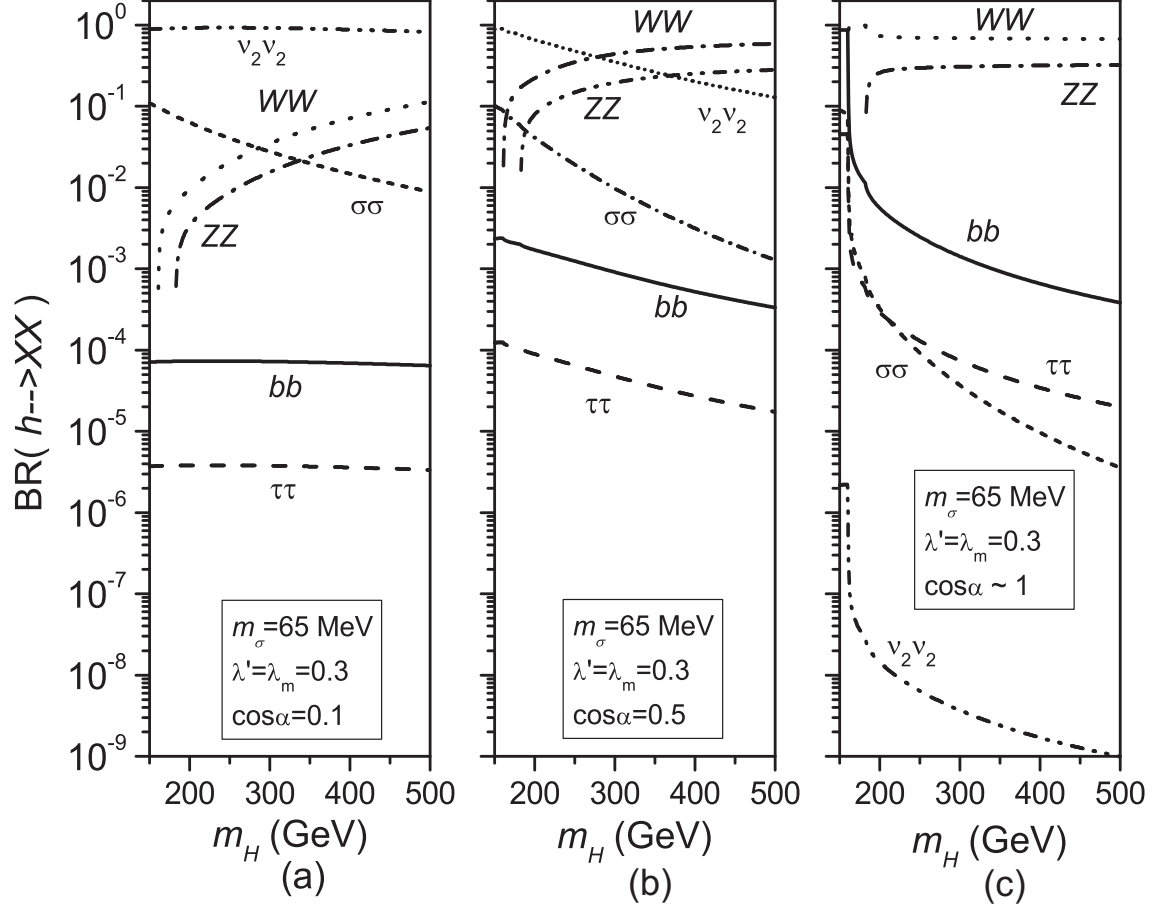 BR( h-->XX )
10^0
10^-1
10^-2
10^-3
10^-4
10^-5
10^-6
10^-7
10^-8
10^-9
ν₂ν₂
WW
σσ
ZZ
bb
ττ
m_σ=65 MeV
λ'=λ_m=0.3
cosα=0.1
200 300 400 500
m_H (GeV)
(a)
WW
ZZ
ν₂ν₂
σσ
bb
ττ
m_σ=65 MeV
λ'=λ_m=0.3
cosα=0.5
200 300 400 500
m_H (GeV)
(b)
WW
ZZ
bb
ττ
σσ
m_σ=65 MeV
λ'=λ_m=0.3
cosα ~ 1
ν₂ν₂
200 300 400 500
m_H (GeV)
(c)